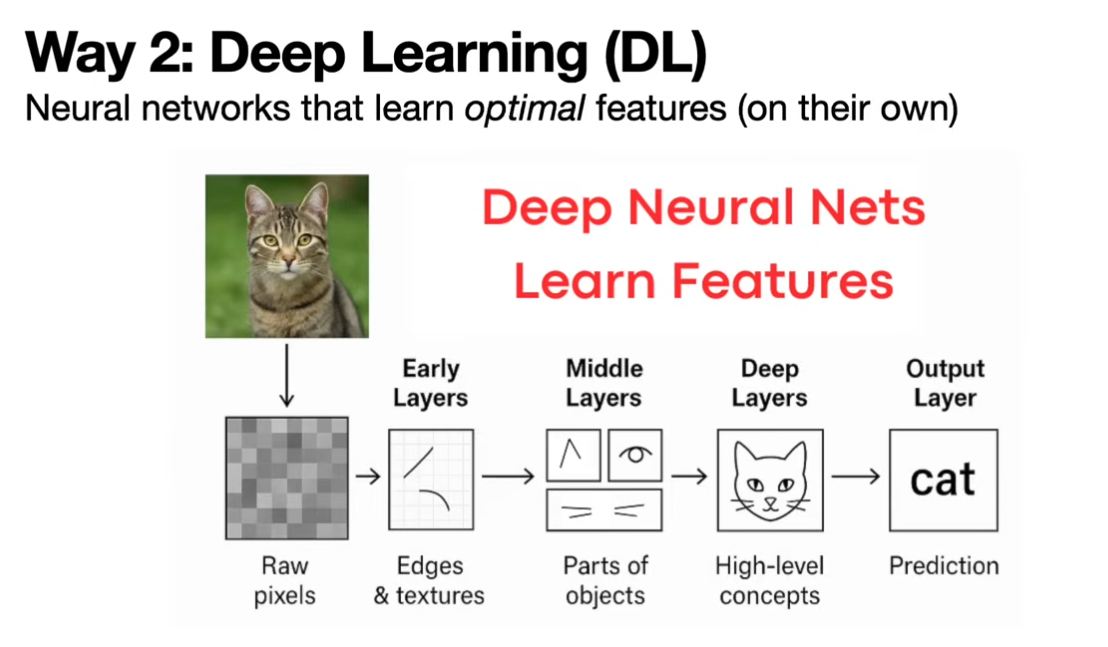 Way 2: Deep Learning (DL)
Neural networks that learn optimal features (on their own)
Deep Neural Nets
Learn Features
Early
Layers
Middle
Layers
Deep
Layers
Output
Layer
cat
Raw
pixels
Edges
& textures
Parts of
objects
High-level
concepts
Prediction